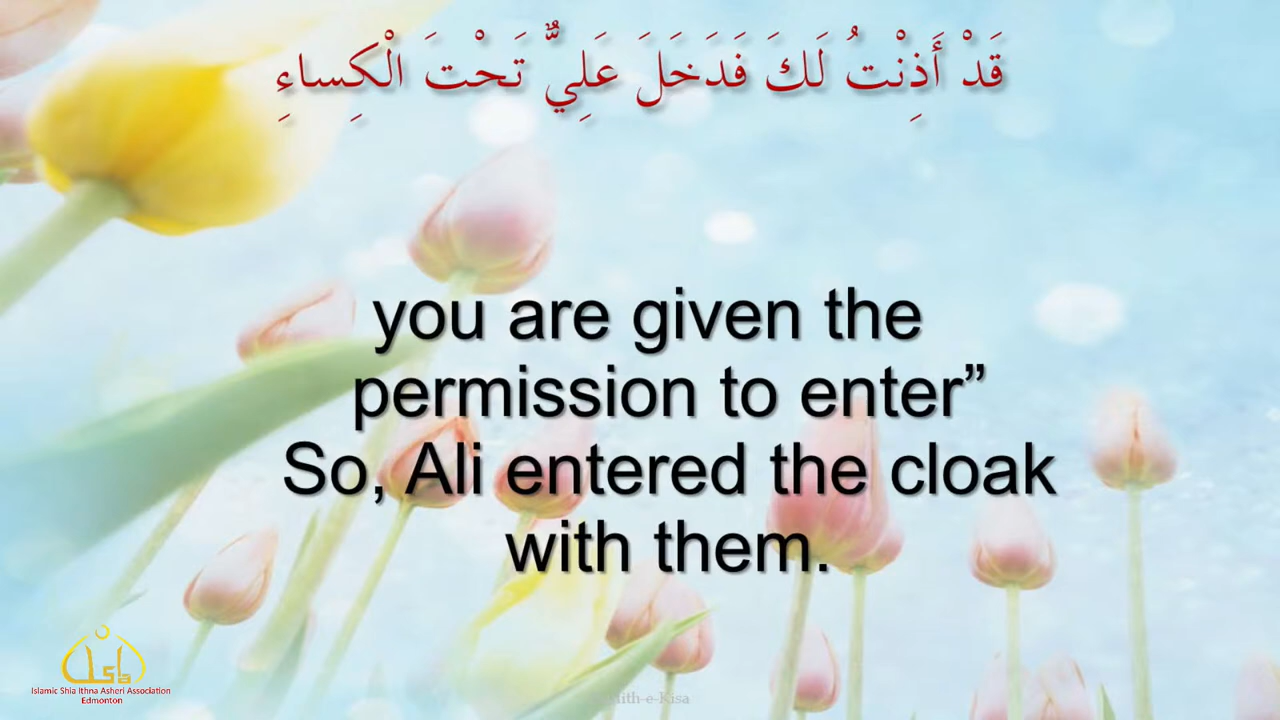 قَدْ أَذِنْتُ لَكَ فَدَخَلَ عَلِيٌّ تَحْتَ الْكِساءِ
you are given the
permission to enter”
So, Ali entered the cloak
with them.
Islamic Shia Ithna Asheri Association
Edmonton